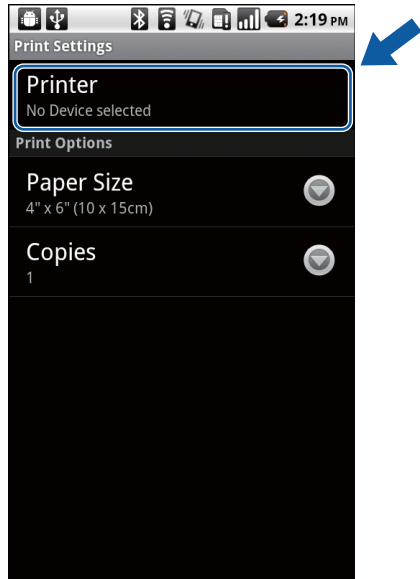 2:19 PM
Print Settings
Printer
No Device selected
Print Options
Paper Size
4" x 6" (10 x 15cm)
Copies
1